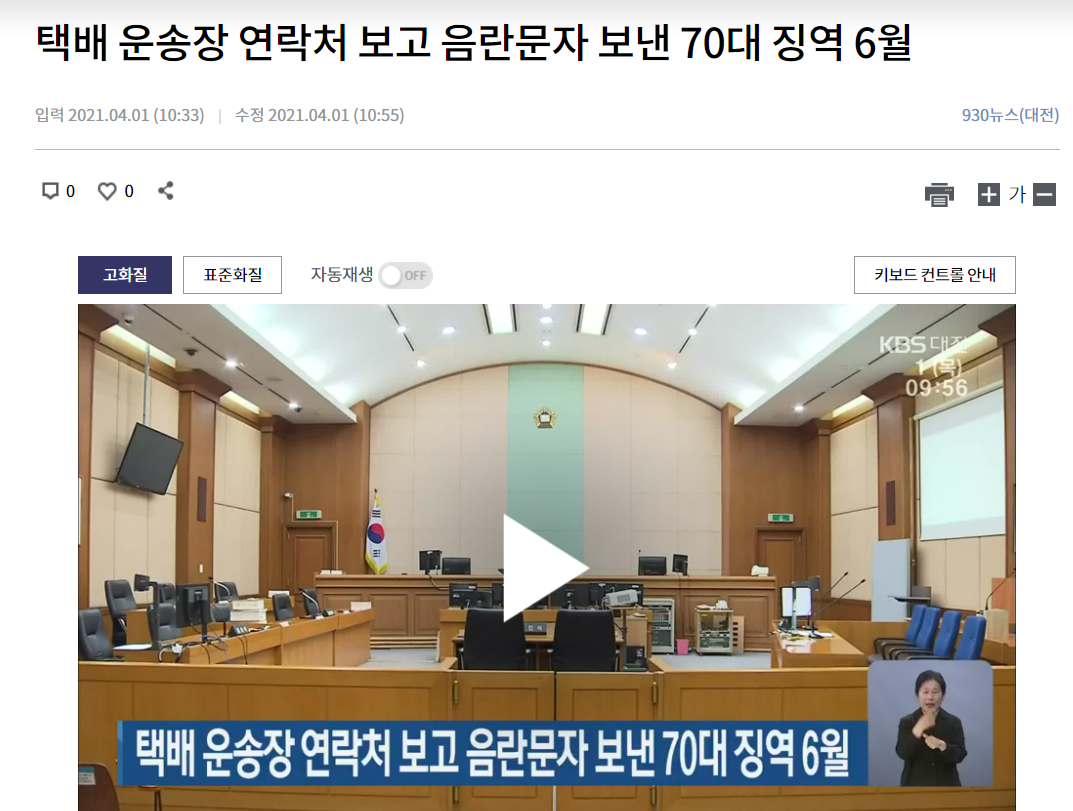 택배 운송장 연락처 보고 음란문자 보낸 70대 징역 6월
입력 2021.04.01 (10:33) | 수정 2021.04.01 (10:55)
930뉴스(대전)
0 0
가
고화질 표준화질 자동재생 OFF
키보드 컨트롤 안내
KBS 대전
1 (목)
09:56
택배 운송장 연락처 보고 음란문자 보낸 70대 징역 6월